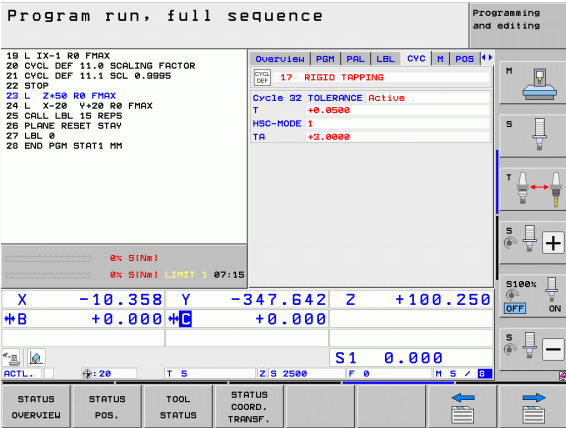 Program run, full sequence
Programming
and editing
19 L IX-1 R0 FMAX
20 CYCL DEF 11.0 SCALING FACTOR
21 CYCL DEF 11.1 SCL 0.9995
22 STOP
23 L Z+50 R0 FMAX
24 L X-20 Y+20 R0 FMAX
25 CALL LBL 15 REP5
26 PLANE RESET STAY
27 LBL 0
28 END PGM STAT1 MM
Overview PGM PAL LBL CYC M POS
CYCL
DEF
17 RIGID TAPPING
Cycle 32 TOLERANCE Active
T +0.0500
HSC-MODE 1
TA +3.0000
0% S[Nm]
0% S[Nm] LIMIT 1 07:15
X -10.358 Y -347.642 Z +100.250
B +0.000 C +0.000
S1 0.000
ACTL. :20 T 5 Z S 2500 F 0 M 5 / 8
M
S
T
S
S100%
OFF ON
S
STATUS
OVERVIEW
STATUS
POS.
TOOL
STATUS
STATUS
COORD.
TRANSF.